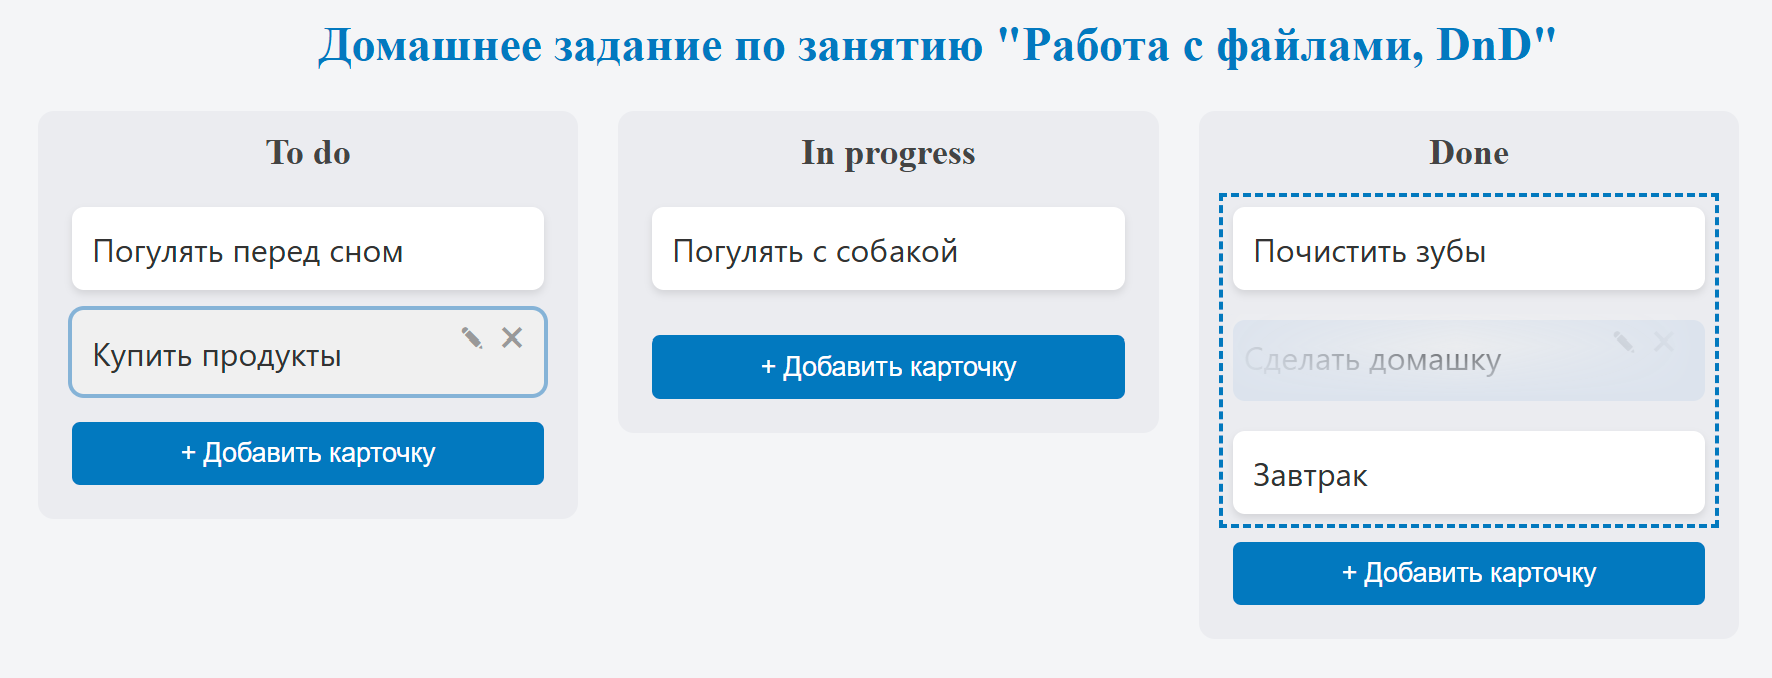 Домашнее задание по занятию "Работа с файлами, DnD"
To do
Погулять перед сном
Купить продукты
+ Добавить карточку
In progress
Погулять с собакой
+ Добавить карточку
Done
Почистить зубы
Сделать домашку
Завтрак
+ Добавить карточку